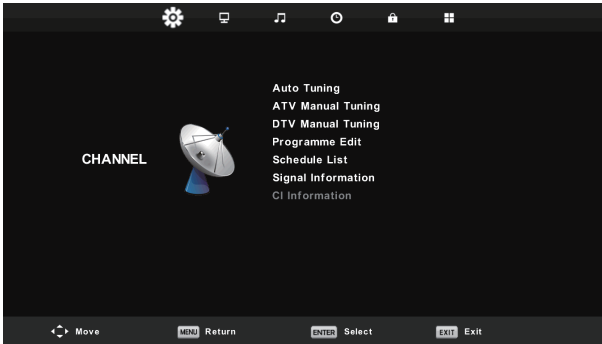 CHANNEL
Auto Tuning
ATV Manual Tuning
DTV Manual Tuning
Programme Edit
Schedule List
Signal Information
CI Information
Move
MENU Return
ENTER Select
EXIT Exit